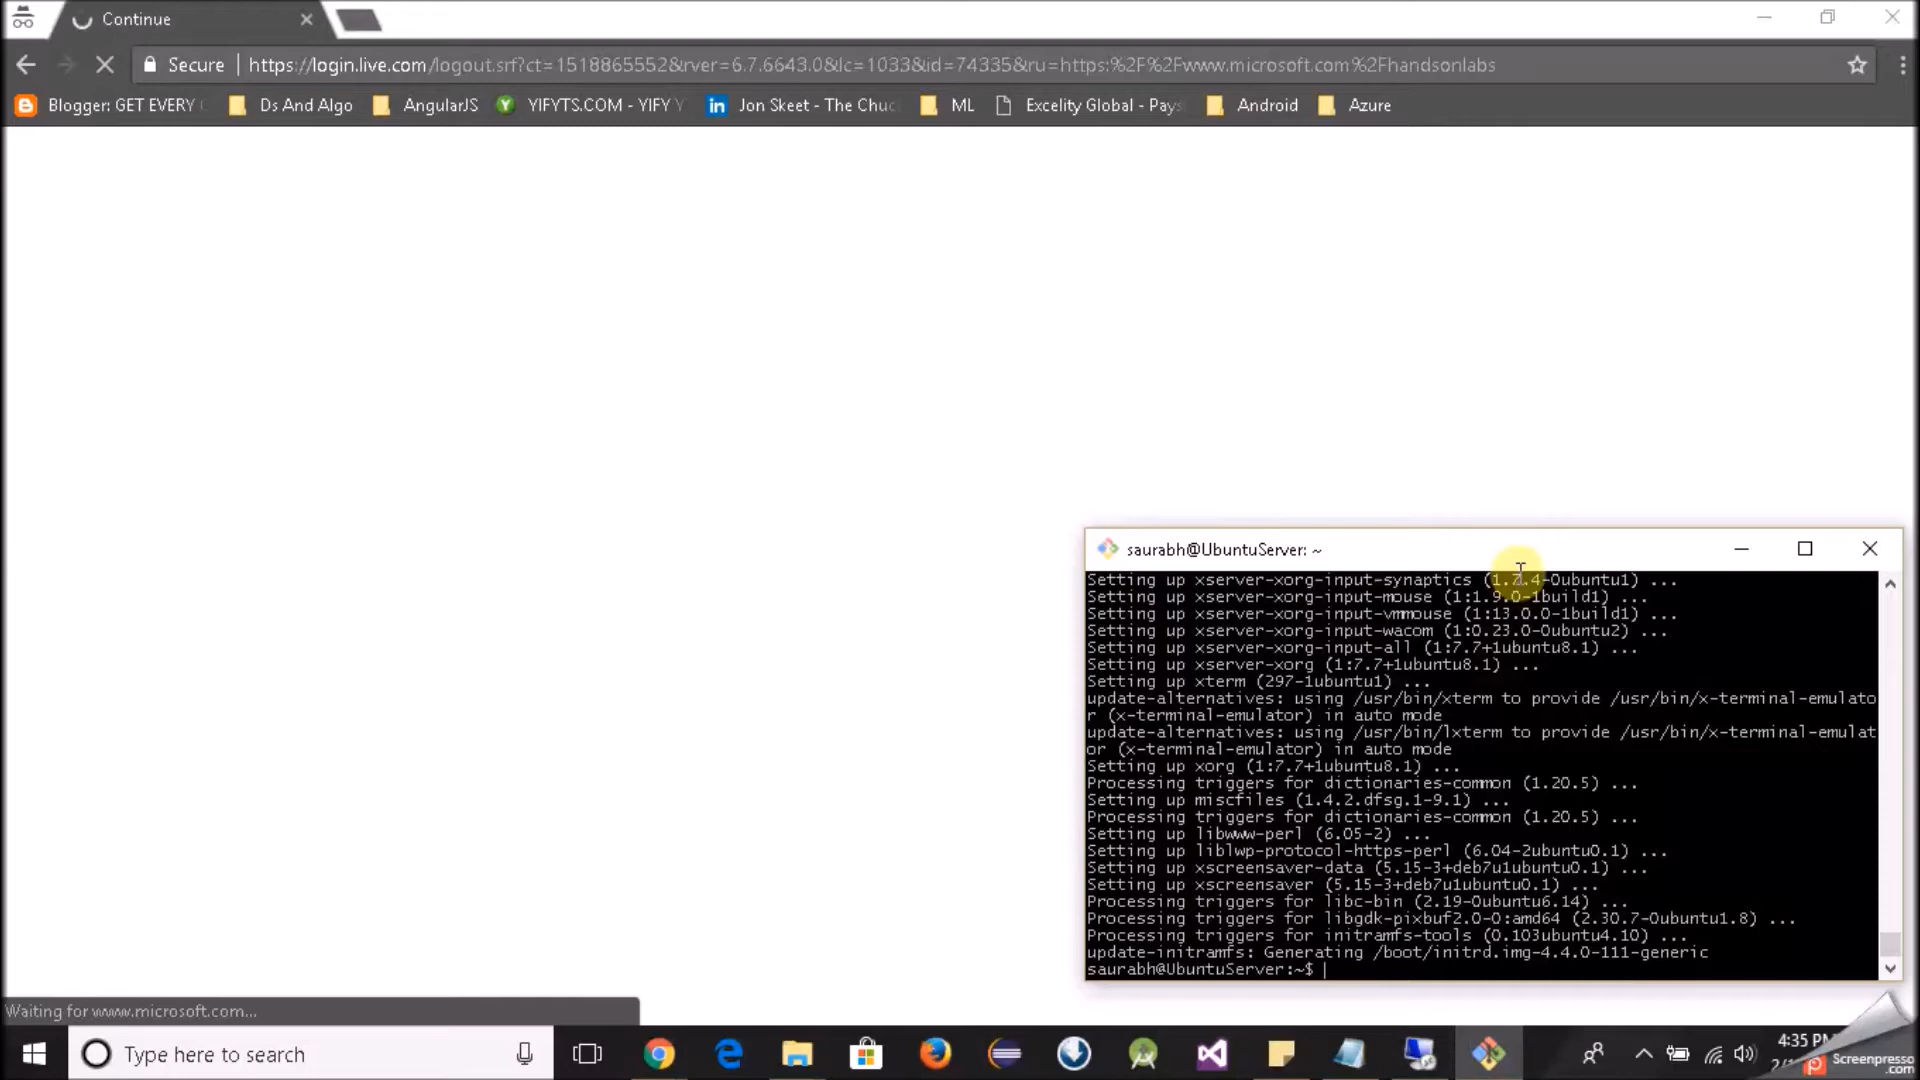 Continue
Secure | https://login.live.com/logout.srf?ct=1518865552&rver=6.7.6643.0&lc=1033&id=74335&ru=https:%2F%2Fwww.microsoft.com%2Fhandsonlabs
Blogger: GET EVERY Ds And Algo AngularJS YIFYTS.COM - YIFY Y Jon Skeet - The Chuc ML Excelity Global - Pays Android Azure
saurabh@UbuntuServer: ~
Setting up xserver-xorg-input-synaptics (1.7.4-0ubuntu1) ...
Setting up xserver-xorg-input-mouse (1:1.9.0-1build1) ...
Setting up xserver-xorg-input-vmmouse (1:13.0.0-1build1) ...
Setting up xserver-xorg-input-wacom (1:0.23.0-0ubuntu2) ...
Setting up xserver-xorg-input-all (1:7.7+1ubuntu8.1) ...
Setting up xserver-xorg (1:7.7+1ubuntu8.1) ...
Setting up xterm (297-1ubuntu1) ...
update-alternatives: using /usr/bin/xterm to provide /usr/bin/x-terminal-emulato
r (x-terminal-emulator) in auto mode
update-alternatives: using /usr/bin/lxterm to provide /usr/bin/x-terminal-emulat
or (x-terminal-emulator) in auto mode
Setting up xorg (1:7.7+1ubuntu8.1) ...
Processing triggers for dictionaries-common (1.20.5) ...
Setting up miscfiles (1.4.2.dfsg.1-9.1) ...
Processing triggers for dictionaries-common (1.20.5) ...
Setting up libwww-perl (6.05-2) ...
Setting up liblwp-protocol-https-perl (6.04-2ubuntu0.1) ...
Setting up xscreensaver-data (5.15-3+deb7u1ubuntu0.1) ...
Setting up xscreensaver (5.15-3+deb7u1ubuntu0.1) ...
Processing triggers for libc-bin (2.19-0ubuntu6.14) ...
Processing triggers for libgdk-pixbuf2.0-0:amd64 (2.30.7-0ubuntu1.8) ...
Processing triggers for initramfs-tools (0.103ubuntu4.10) ...
update-initramfs: Generating /boot/initrd.img-4.4.0-111-generic
saurabh@UbuntuServer:~$
Waiting for www.microsoft.com...
Type here to search
4:35 PM
Screenpresso
.com